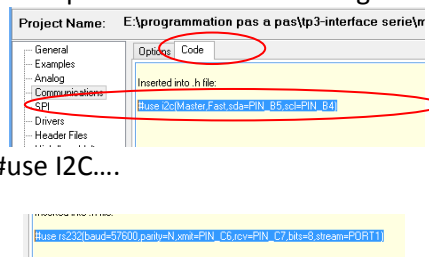 Project Name: E:\programmation pas a pas\tp3-interface serie\m
General
Examples
Analog
Communications
SPI
Drivers
Header Files
Options Code
Inserted into .h file:
#use i2c(Master,Fast,sda=PIN_B5,scl=PIN_B4)
#use I2C....
#use rs232(baud=57600,parity=N,xmit=PIN_C6,rcv=PIN_C7,bits=8,stream=PORT1)